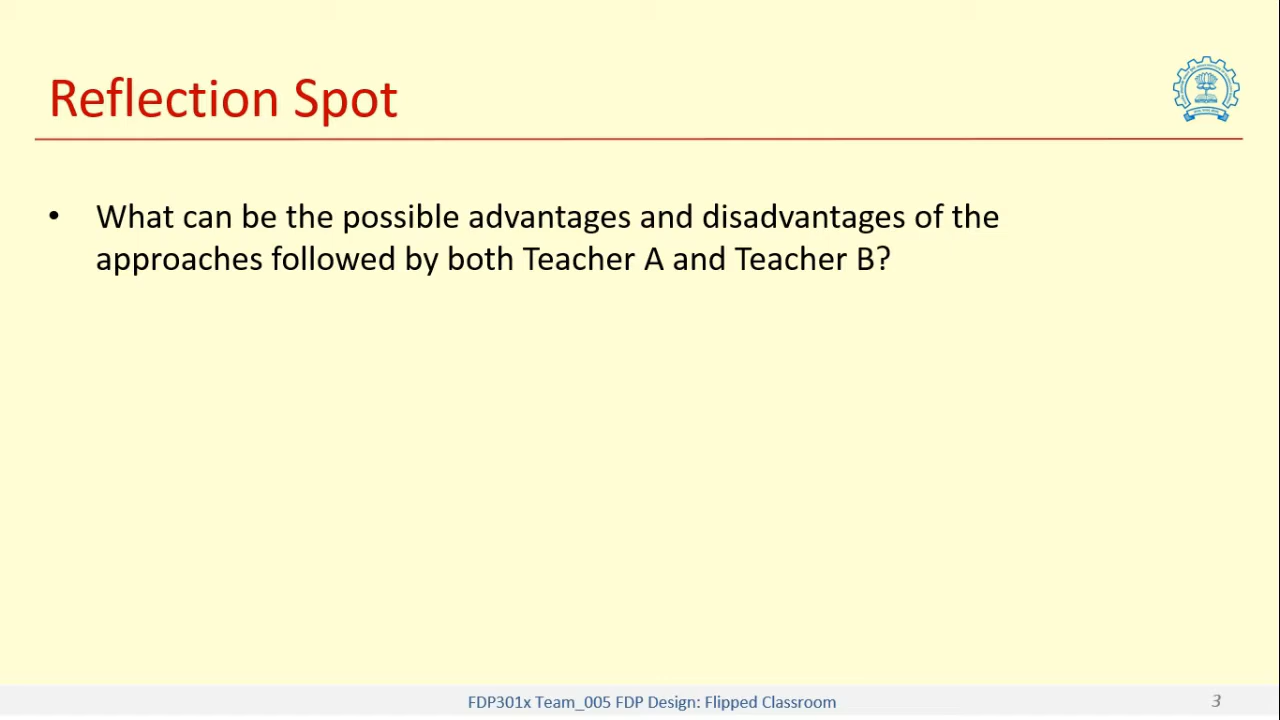 Reflection Spot
• What can be the possible advantages and disadvantages of the
approaches followed by both Teacher A and Teacher B?
FDP301x Team_005 FDP Design: Flipped Classroom
3